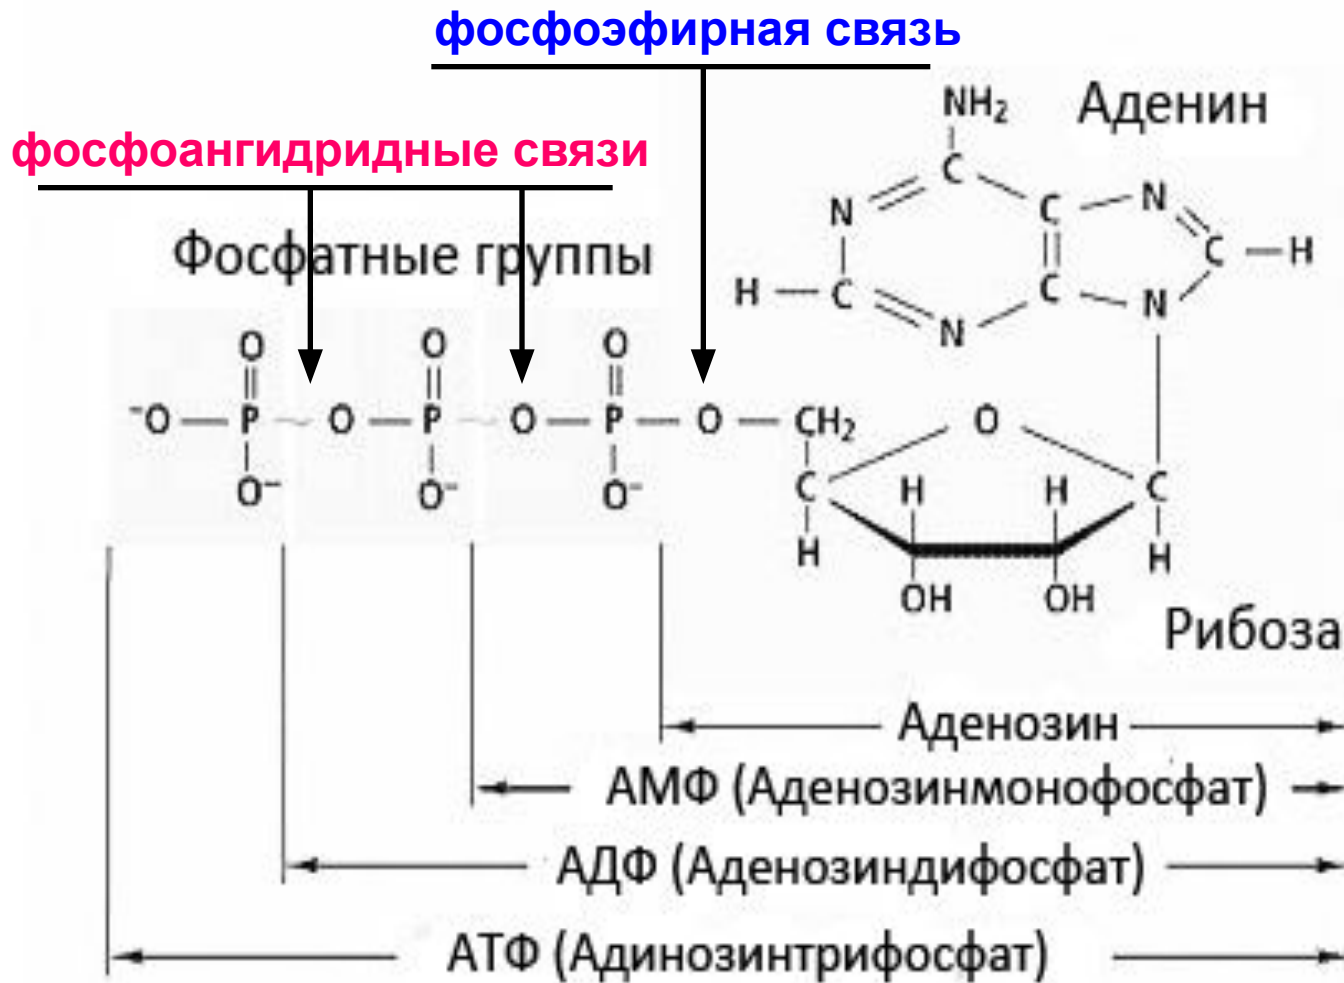 фосфоэфирная связь
NH₂ Аденин
фосфоангидридные связи
C
N C N
Фосфатные группы
C — H
H — C C N
N
O O O
⁻O — P ~ O — P ~ O — P — O — CH₂ O
O⁻ O⁻ O⁻
C H H C
H H
OH OH
Рибоза
Аденозин
АМФ (Аденозинмонофосфат)
АДФ (Аденозиндифосфат)
АТФ (Адинозинтрифосфат)